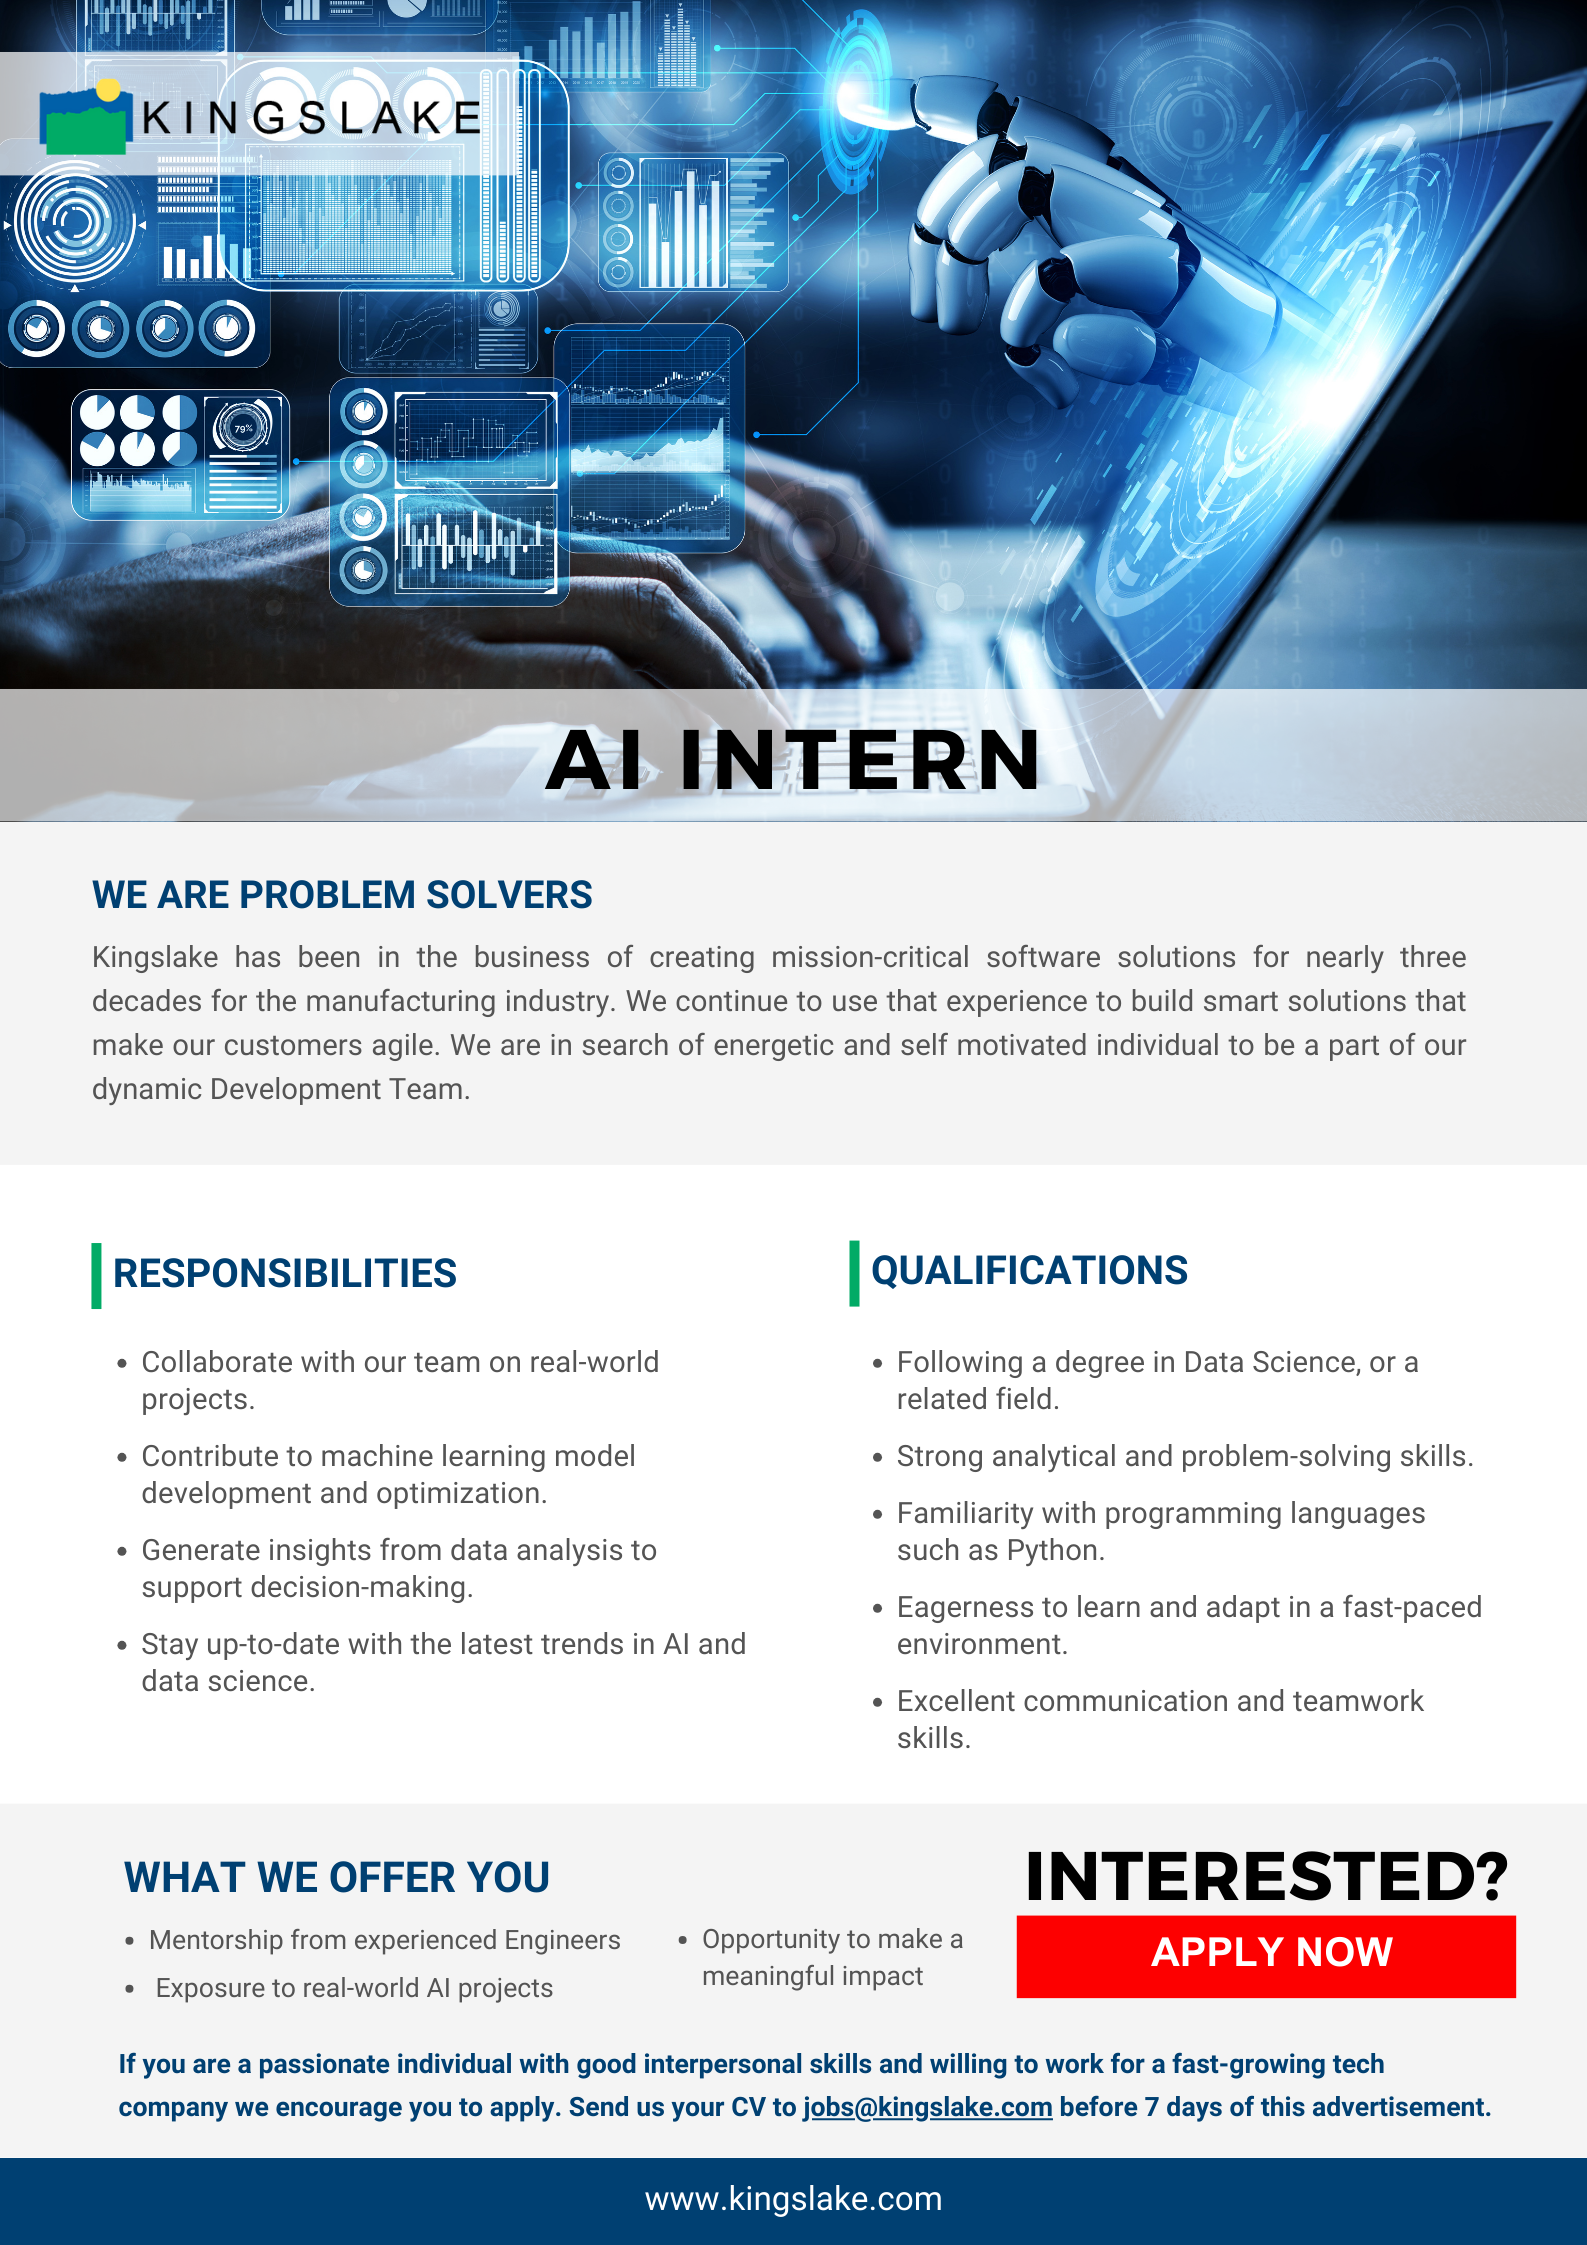 KINGSLAKE
79%
AI INTERN
WE ARE PROBLEM SOLVERS
Kingslake has been in the business of creating mission-critical software solutions for nearly three
decades for the manufacturing industry. We continue to use that experience to build smart solutions that
make our customers agile. We are in search of energetic and self motivated individual to be a part of our
dynamic Development Team.
RESPONSIBILITIES
• Collaborate with our team on real-world
projects.
• Contribute to machine learning model
development and optimization.
• Generate insights from data analysis to
support decision-making.
• Stay up-to-date with the latest trends in AI and
data science.
QUALIFICATIONS
• Following a degree in Data Science, or a
related field.
• Strong analytical and problem-solving skills.
• Familiarity with programming languages
such as Python.
• Eagerness to learn and adapt in a fast-paced
environment.
• Excellent communication and teamwork
skills.
WHAT WE OFFER YOU
• Mentorship from experienced Engineers
• Exposure to real-world AI projects
• Opportunity to make a
meaningful impact
INTERESTED?
APPLY NOW
If you are a passionate individual with good interpersonal skills and willing to work for a fast-growing tech
company we encourage you to apply. Send us your CV to jobs@kingslake.com before 7 days of this advertisement.
www.kingslake.com